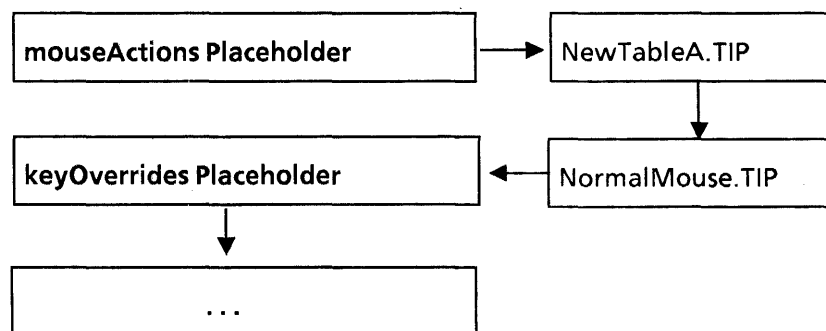 mouseActions Placeholder
NewTableA.TIP
keyOverrides Placeholder
NormalMouse.TIP
...